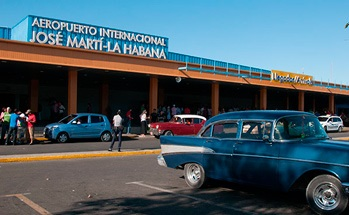 AEROPUERTO INTERNACIONAL
JOSÉ MARTÍ-LA HABANA